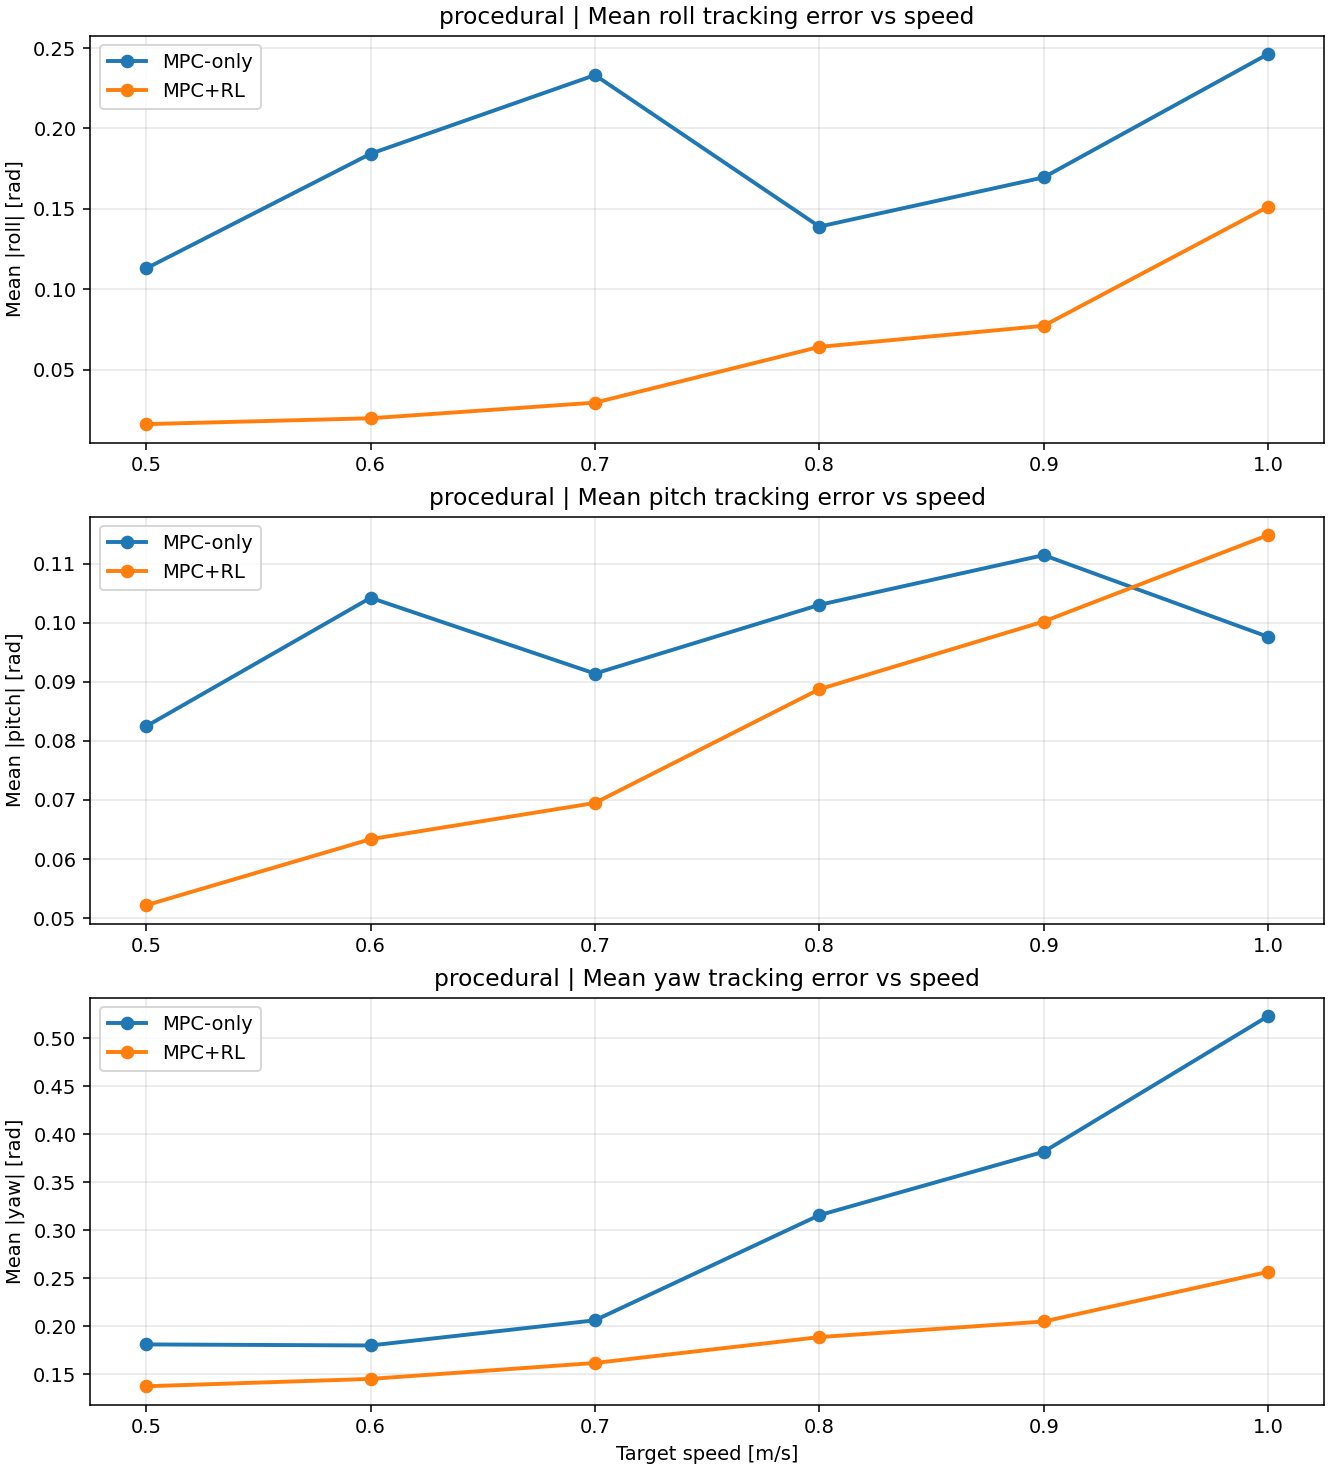 procedural | Mean roll tracking error vs speed
MPC-only
MPC+RL
Mean |roll| [rad]
0.25
0.20
0.15
0.10
0.05
0.5 0.6 0.7 0.8 0.9 1.0
procedural | Mean pitch tracking error vs speed
MPC-only
MPC+RL
Mean |pitch| [rad]
0.11
0.10
0.09
0.08
0.07
0.06
0.05
0.5 0.6 0.7 0.8 0.9 1.0
procedural | Mean yaw tracking error vs speed
MPC-only
MPC+RL
Mean |yaw| [rad]
0.50
0.45
0.40
0.35
0.30
0.25
0.20
0.15
0.5 0.6 0.7 0.8 0.9 1.0
Target speed [m/s]